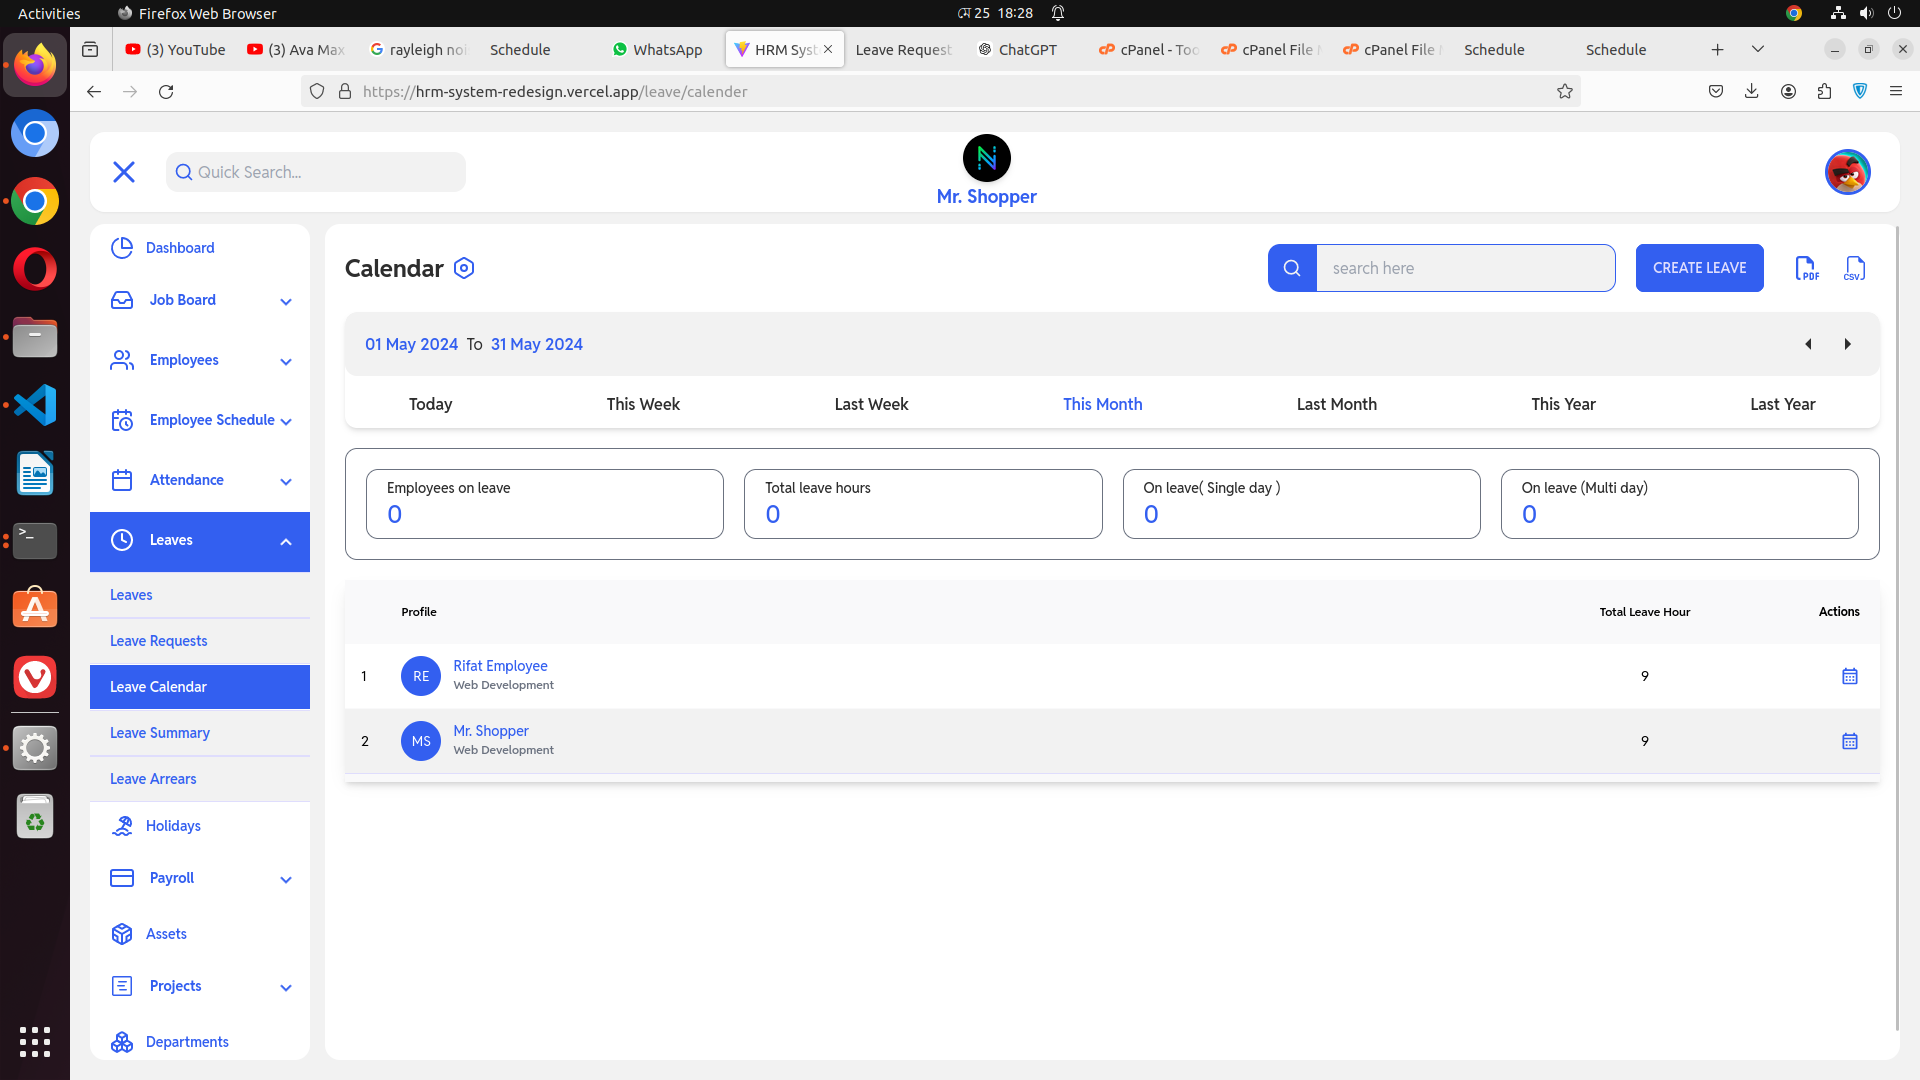 Activities
Firefox Web Browser
মে 25 18:28
(3) YouTube
(3) Ava Max
rayleigh noi
Schedule
WhatsApp
HRM Syst
Leave Request
ChatGPT
cPanel - Too
cPanel File
cPanel File
Schedule
Schedule
https://hrm-system-redesign.vercel.app/leave/calender
Quick Search...
Mr. Shopper
Dashboard
Job Board
Employees
Employee Schedule
Attendance
Leaves
Leaves
Leave Requests
Leave Calendar
Leave Summary
Leave Arrears
Holidays
Payroll
Assets
Projects
Departments
Calendar
search here
CREATE LEAVE
PDF
CSV
01 May 2024 To 31 May 2024
Today
This Week
Last Week
This Month
Last Month
This Year
Last Year
Employees on leave
0
Total leave hours
0
On leave( Single day )
0
On leave (Multi day)
0
Profile
Total Leave Hour
Actions
1
RE
Rifat Employee
Web Development
9
2
MS
Mr. Shopper
Web Development
9